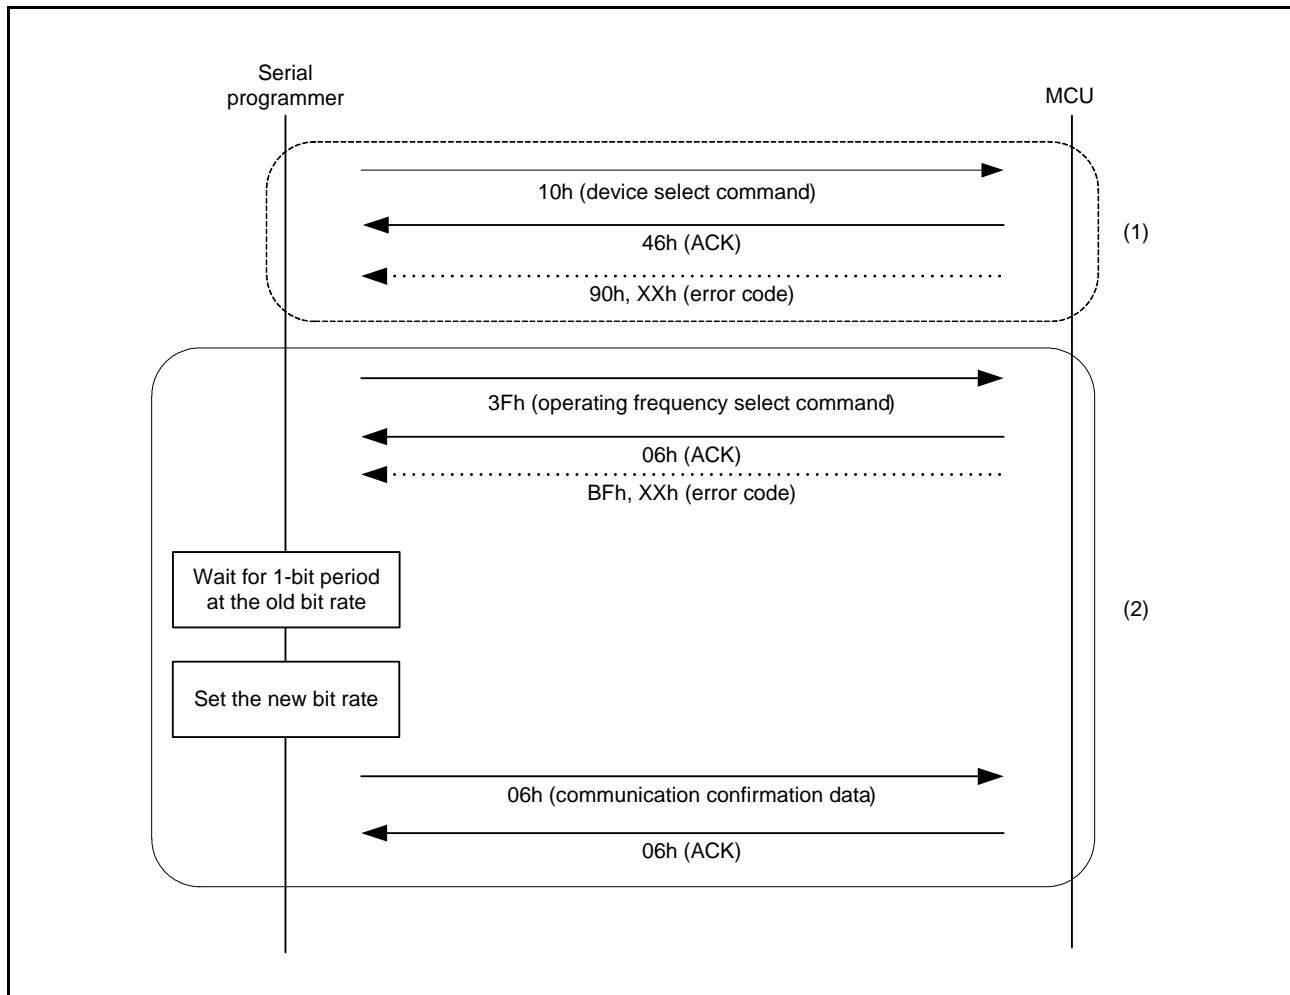 Serial
programmer
MCU
10h (device select command)
46h (ACK)
90h, XXh (error code)
(1)
3Fh (operating frequency select command)
06h (ACK)
BFh, XXh (error code)
Wait for 1-bit period
at the old bit rate
(2)
Set the new bit rate
06h (communication confirmation data)
06h (ACK)